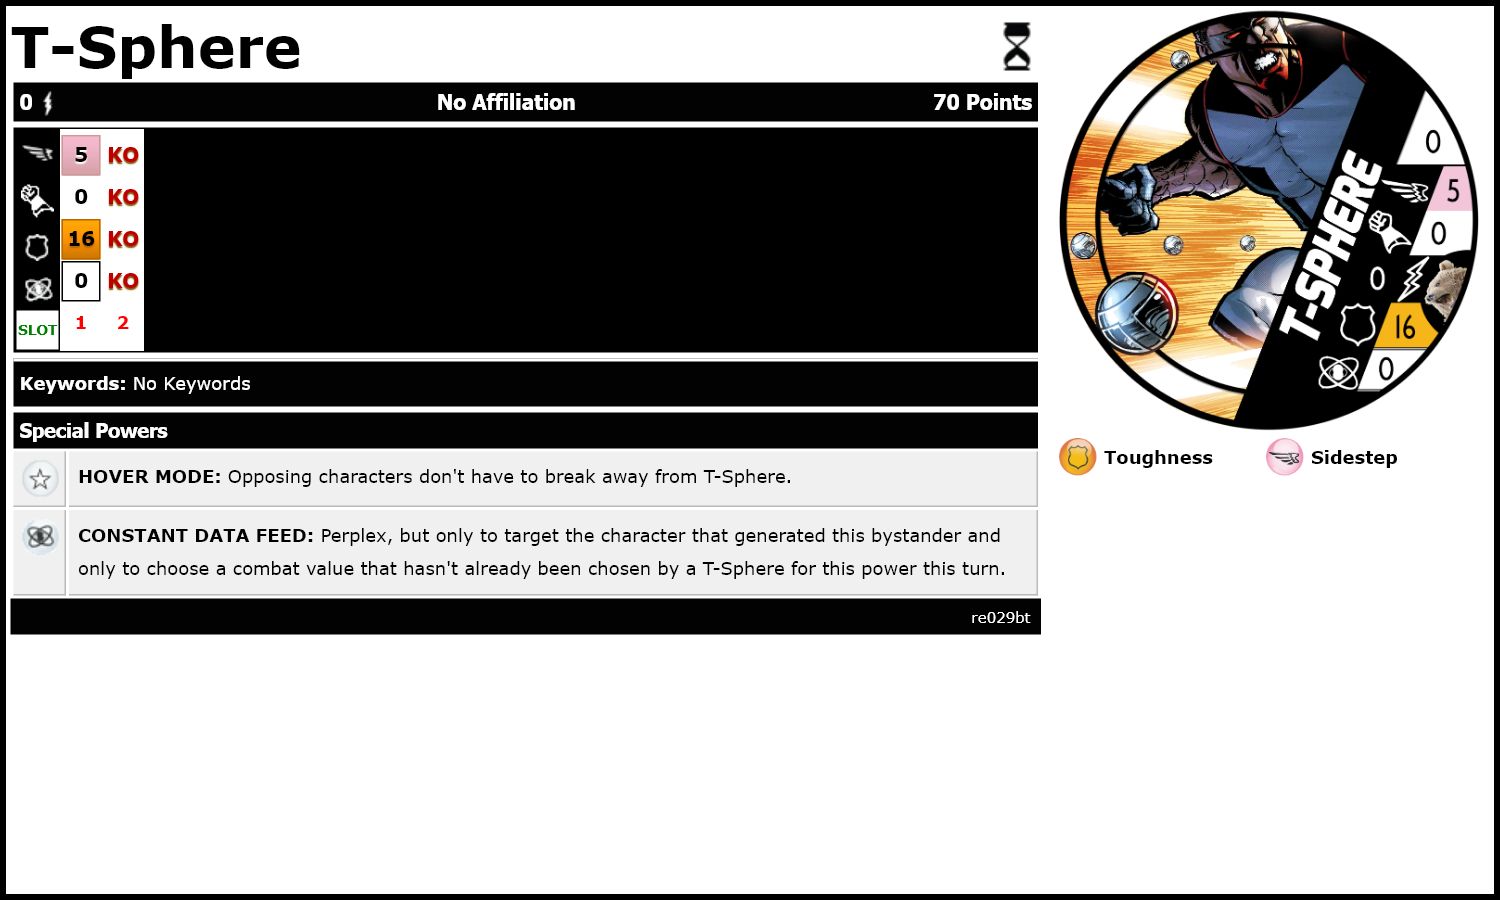 T-Sphere
0 No Affiliation 70 Points
5 KO
0 KO
16 KO
0 KO
SLOT 1 2
Keywords: No Keywords
Special Powers
HOVER MODE: Opposing characters don't have to break away from T-Sphere.
CONSTANT DATA FEED: Perplex, but only to target the character that generated this bystander and
only to choose a combat value that hasn't already been chosen by a T-Sphere for this power this turn.
re029bt
T-SPHERE
0
5
0
0
16
0
Toughness Sidestep